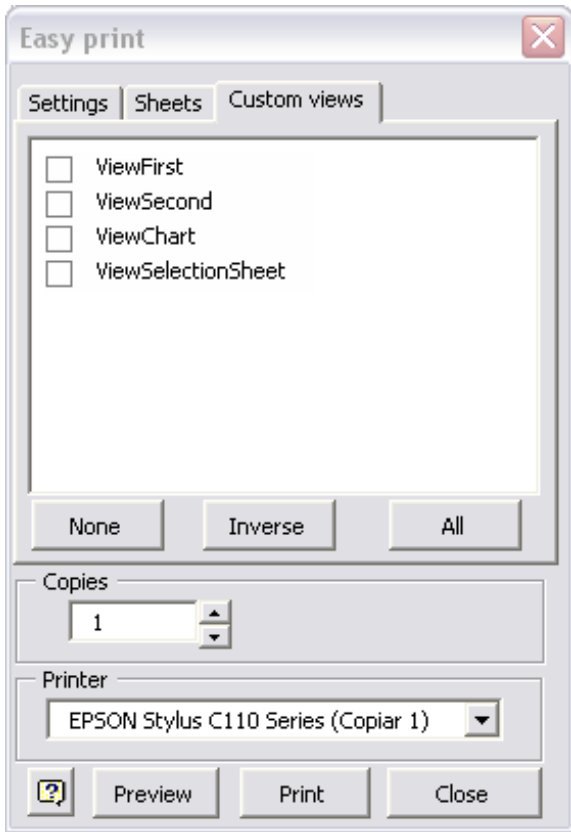 Easy print
Settings Sheets Custom views
ViewFirst
ViewSecond
ViewChart
ViewSelectionSheet
None Inverse All
Copies
1
Printer
EPSON Stylus C110 Series (Copiar 1)
? Preview Print Close